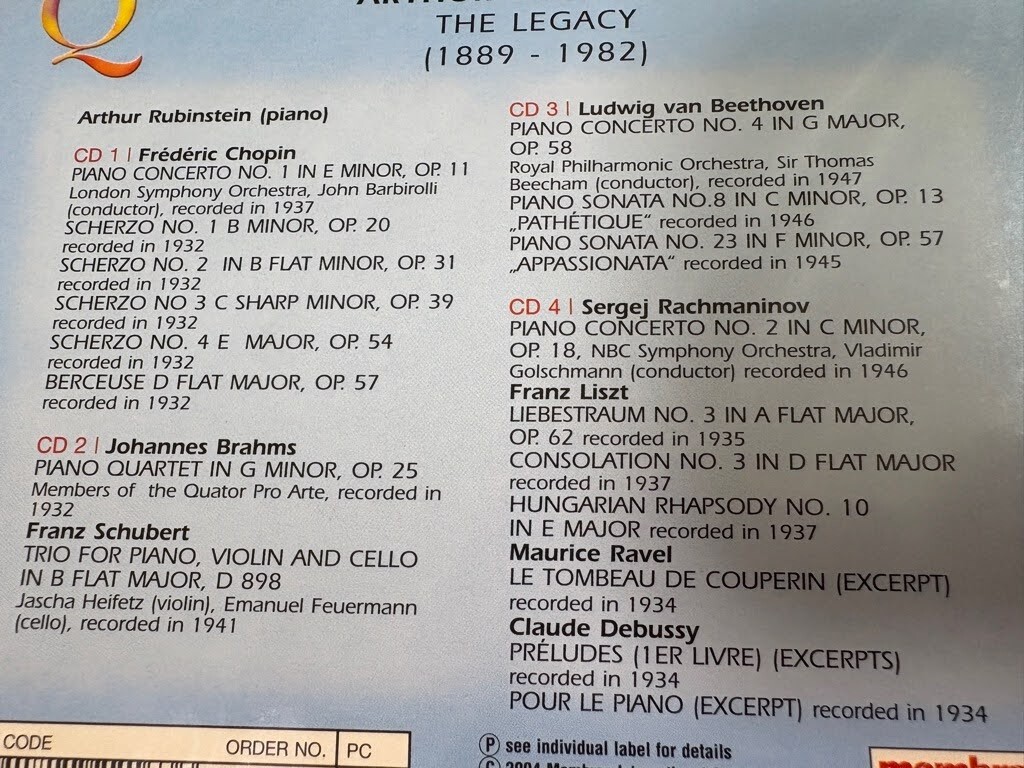 Q
THE LEGACY
(1889 - 1982)
Arthur Rubinstein (piano)
CD 1 | Frédéric Chopin
PIANO CONCERTO NO. 1 IN E MINOR, OP. 11
London Symphony Orchestra, John Barbirolli
(conductor), recorded in 1937
SCHERZO NO. 1 B MINOR, OP. 20
recorded in 1932
SCHERZO NO. 2 IN B FLAT MINOR, OP. 31
recorded in 1932
SCHERZO NO 3 C SHARP MINOR, OP. 39
recorded in 1932
SCHERZO NO. 4 E MAJOR, OP. 54
recorded in 1932
BERCEUSE D FLAT MAJOR, OP. 57
recorded in 1932
CD 2 | Johannes Brahms
PIANO QUARTET IN G MINOR, OP. 25
Members of the Quator Pro Arte, recorded in
1932
Franz Schubert
TRIO FOR PIANO, VIOLIN AND CELLO
IN B FLAT MAJOR, D 898
Jascha Heifetz (violin), Emanuel Feuermann
(cello), recorded in 1941
CD 3 | Ludwig van Beethoven
PIANO CONCERTO NO. 4 IN G MAJOR,
OP. 58
Royal Philharmonic Orchestra, Sir Thomas
Beecham (conductor), recorded in 1947
PIANO SONATA NO.8 IN C MINOR, OP. 13
„PATHÉTIQUE“ recorded in 1946
PIANO SONATA NO. 23 IN F MINOR, OP. 57
„APPASSIONATA“ recorded in 1945
CD 4 | Sergej Rachmaninov
PIANO CONCERTO NO. 2 IN C MINOR,
OP. 18, NBC Symphony Orchestra, Vladimir
Golschmann (conductor) recorded in 1946
Franz Liszt
LIEBESTRAUM NO. 3 IN A FLAT MAJOR,
OP. 62 recorded in 1935
CONSOLATION NO. 3 IN D FLAT MAJOR
recorded in 1937
HUNGARIAN RHAPSODY NO. 10
IN E MAJOR recorded in 1937
Maurice Ravel
LE TOMBEAU DE COUPERIN (EXCERPT)
recorded in 1934
Claude Debussy
PRÉLUDES (1ER LIVRE) (EXCERPTS)
recorded in 1934
POUR LE PIANO (EXCERPT) recorded in 1934
CODE ORDER NO. PC
Ⓟ see individual label for details